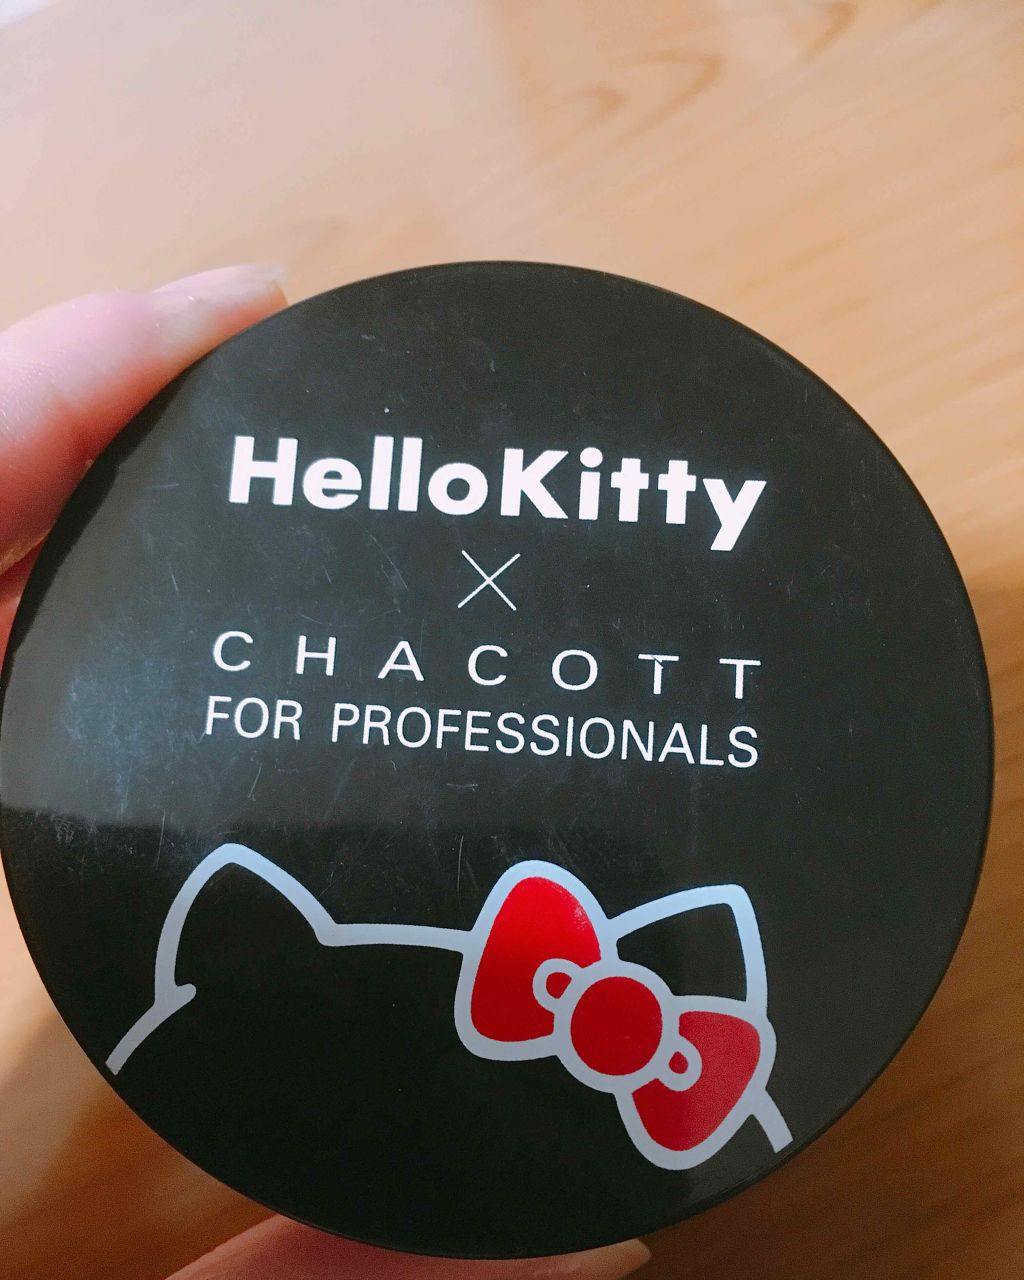 HelloKitty
×
CHACOTT
FOR PROFESSIONALS